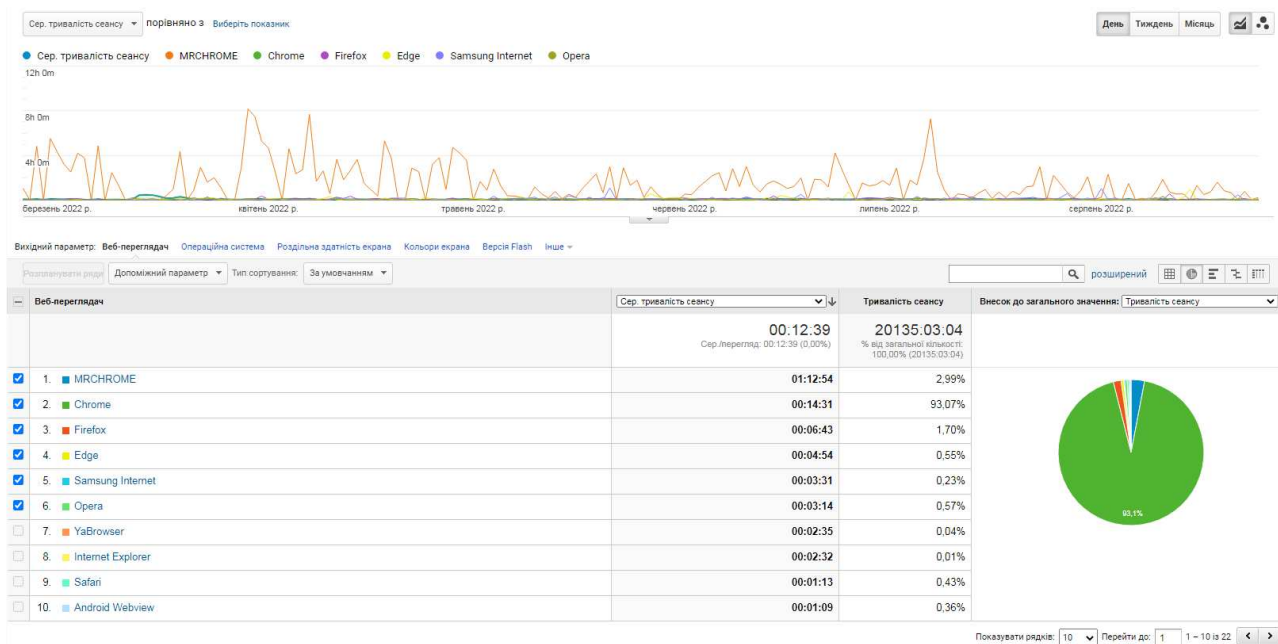 Сер. тривалість сеансу порівняно з Виберіть показник День Тиждень Місяць
Сер. тривалість сеансу MRCHROME Chrome Firefox Edge Samsung Internet Opera
12h 0m
8h 0m
4h 0m
березень 2022 р. квітень 2022 р. травень 2022 р. червень 2022 р. липень 2022 р. серпень 2022 р.
Вихідний параметр: Веб-переглядач Операційна система Роздільна здатність екрана Кольори екрана Версія Flash Інше
Розпланувати ряди Допоміжний параметр Тип сортування: За умовчанням розширений
Веб-переглядач Сер. тривалість сеансу Тривалість сеансу Внесок до загального значення: Тривалість сеансу
00:12:39 20135:03:04
Сер./перегляд: 00:12:39 (0,00%) % від загальної кількості:
100,00% (20135:03:04)
1. MRCHROME 01:12:54 2,99%
2. Chrome 00:14:31 93,07%
3. Firefox 00:06:43 1,70%
4. Edge 00:04:54 0,55%
5. Samsung Internet 00:03:31 0,23%
6. Opera 00:03:14 0,57%
93,1%
7. YaBrowser 00:02:35 0,04%
8. Internet Explorer 00:02:32 0,01%
9. Safari 00:01:13 0,43%
10. Android Webview 00:01:09 0,36%
Показувати рядків: 10 Перейти до: 1 1 – 10 із 22